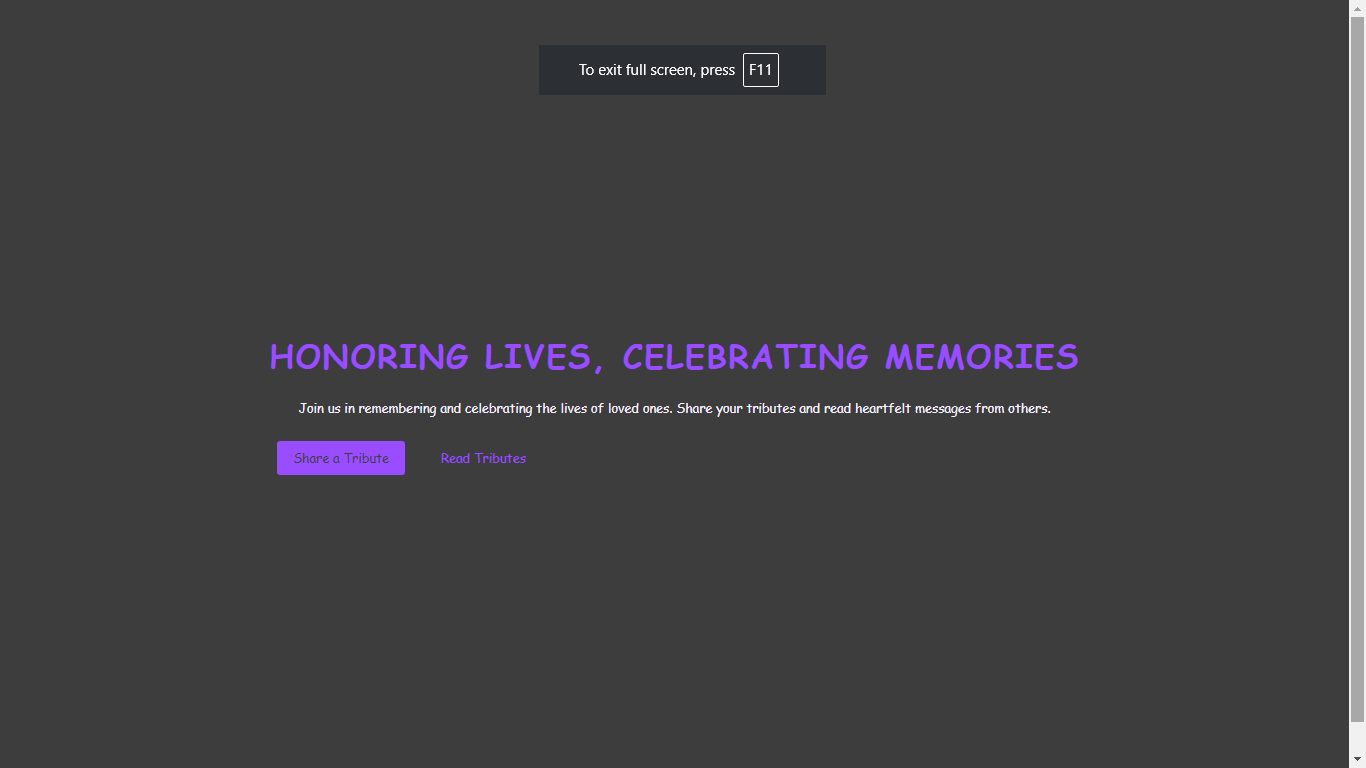 To exit full screen, press F11
HONORING LIVES, CELEBRATING MEMORIES
Join us in remembering and celebrating the lives of loved ones. Share your tributes and read heartfelt messages from others.
Share a Tribute Read Tributes